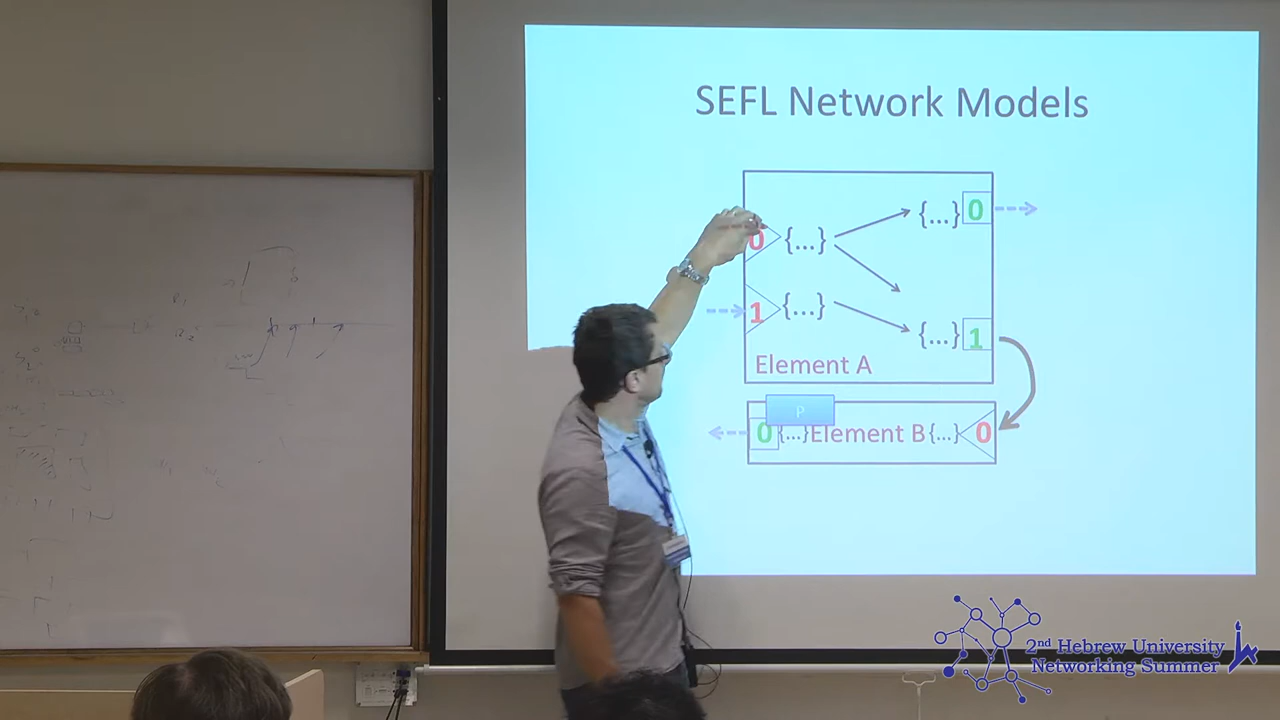 SEFL Network Models
0 {...} {...} 0
1 {...} {...} 1
Element A
P
0 {...} Element B {...} 0
2nd Hebrew University
Networking Summer